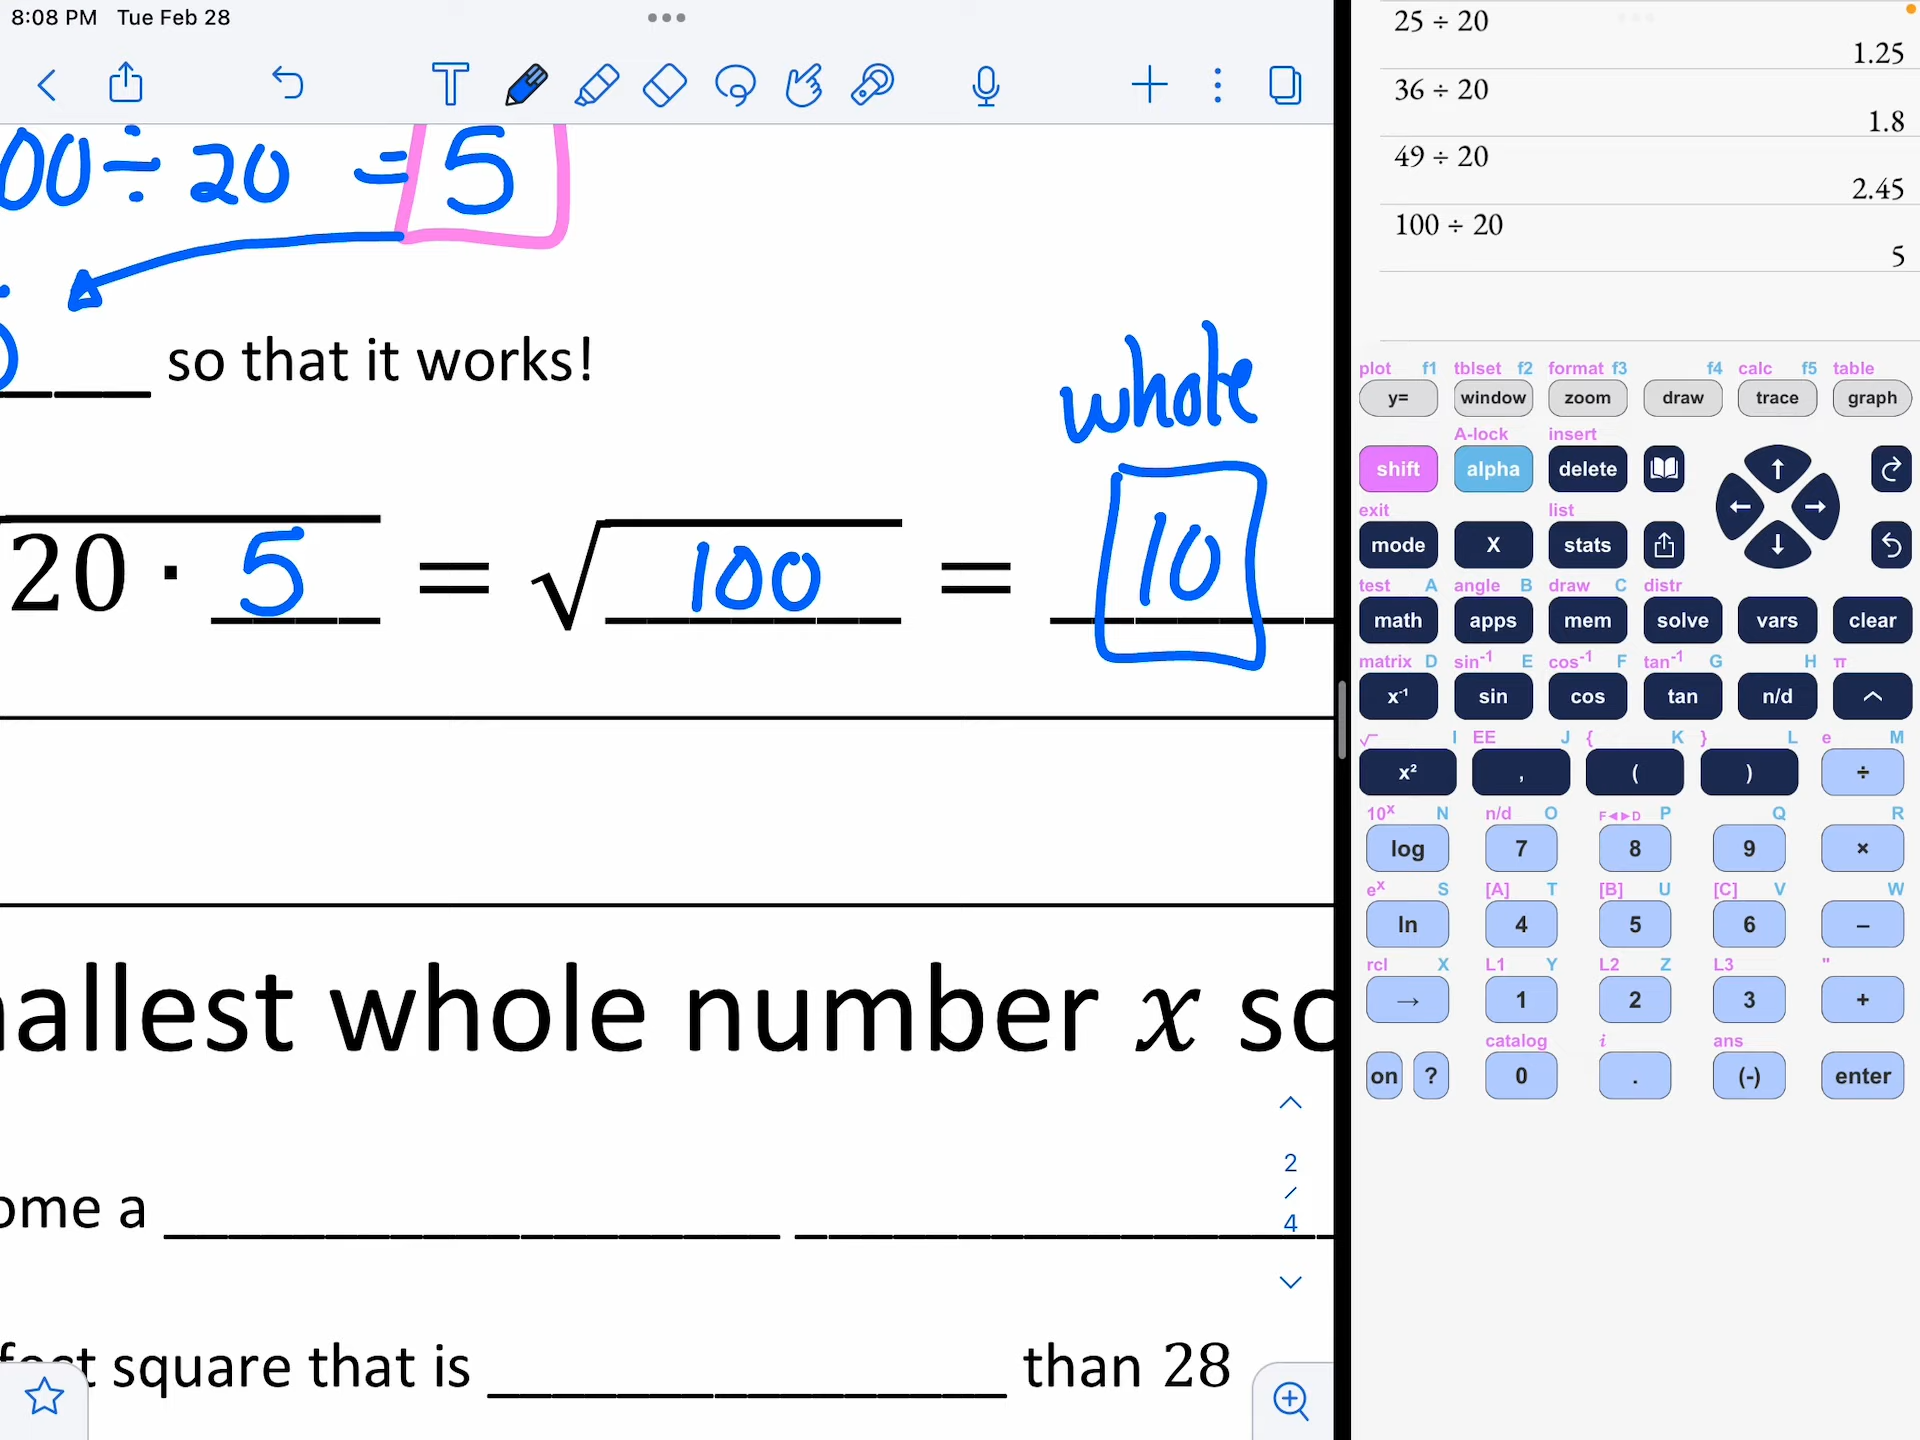 8:08 PM Tue Feb 28
00 ÷ 20 = 5
so that it works!
whole
20 · 5 = √100 = 10
allest whole number x so
ome a
2
/
4
fect square that is than 28
25 ÷ 20
1.25
36 ÷ 20
1.8
49 ÷ 20
2.45
100 ÷ 20
5
plot f1 tblset f2 format f3 f4 calc f5 table
y= window zoom draw trace graph
A-lock insert
shift alpha delete
exit list
mode X stats
test A angle B draw C distr
math apps mem solve vars clear
matrix D sin-1 E cos-1 F tan-1 G H π
x-1 sin cos tan n/d ^
√ I EE J { K } L e M
x² , ( ) ÷
10x N n/d O F◄►D P Q R
log 7 8 9 ×
ex S [A] T [B] U [C] V W
ln 4 5 6 −
rcl X L1 Y L2 Z L3 "
→ 1 2 3 +
catalog i ans
on ? 0 . (-) enter